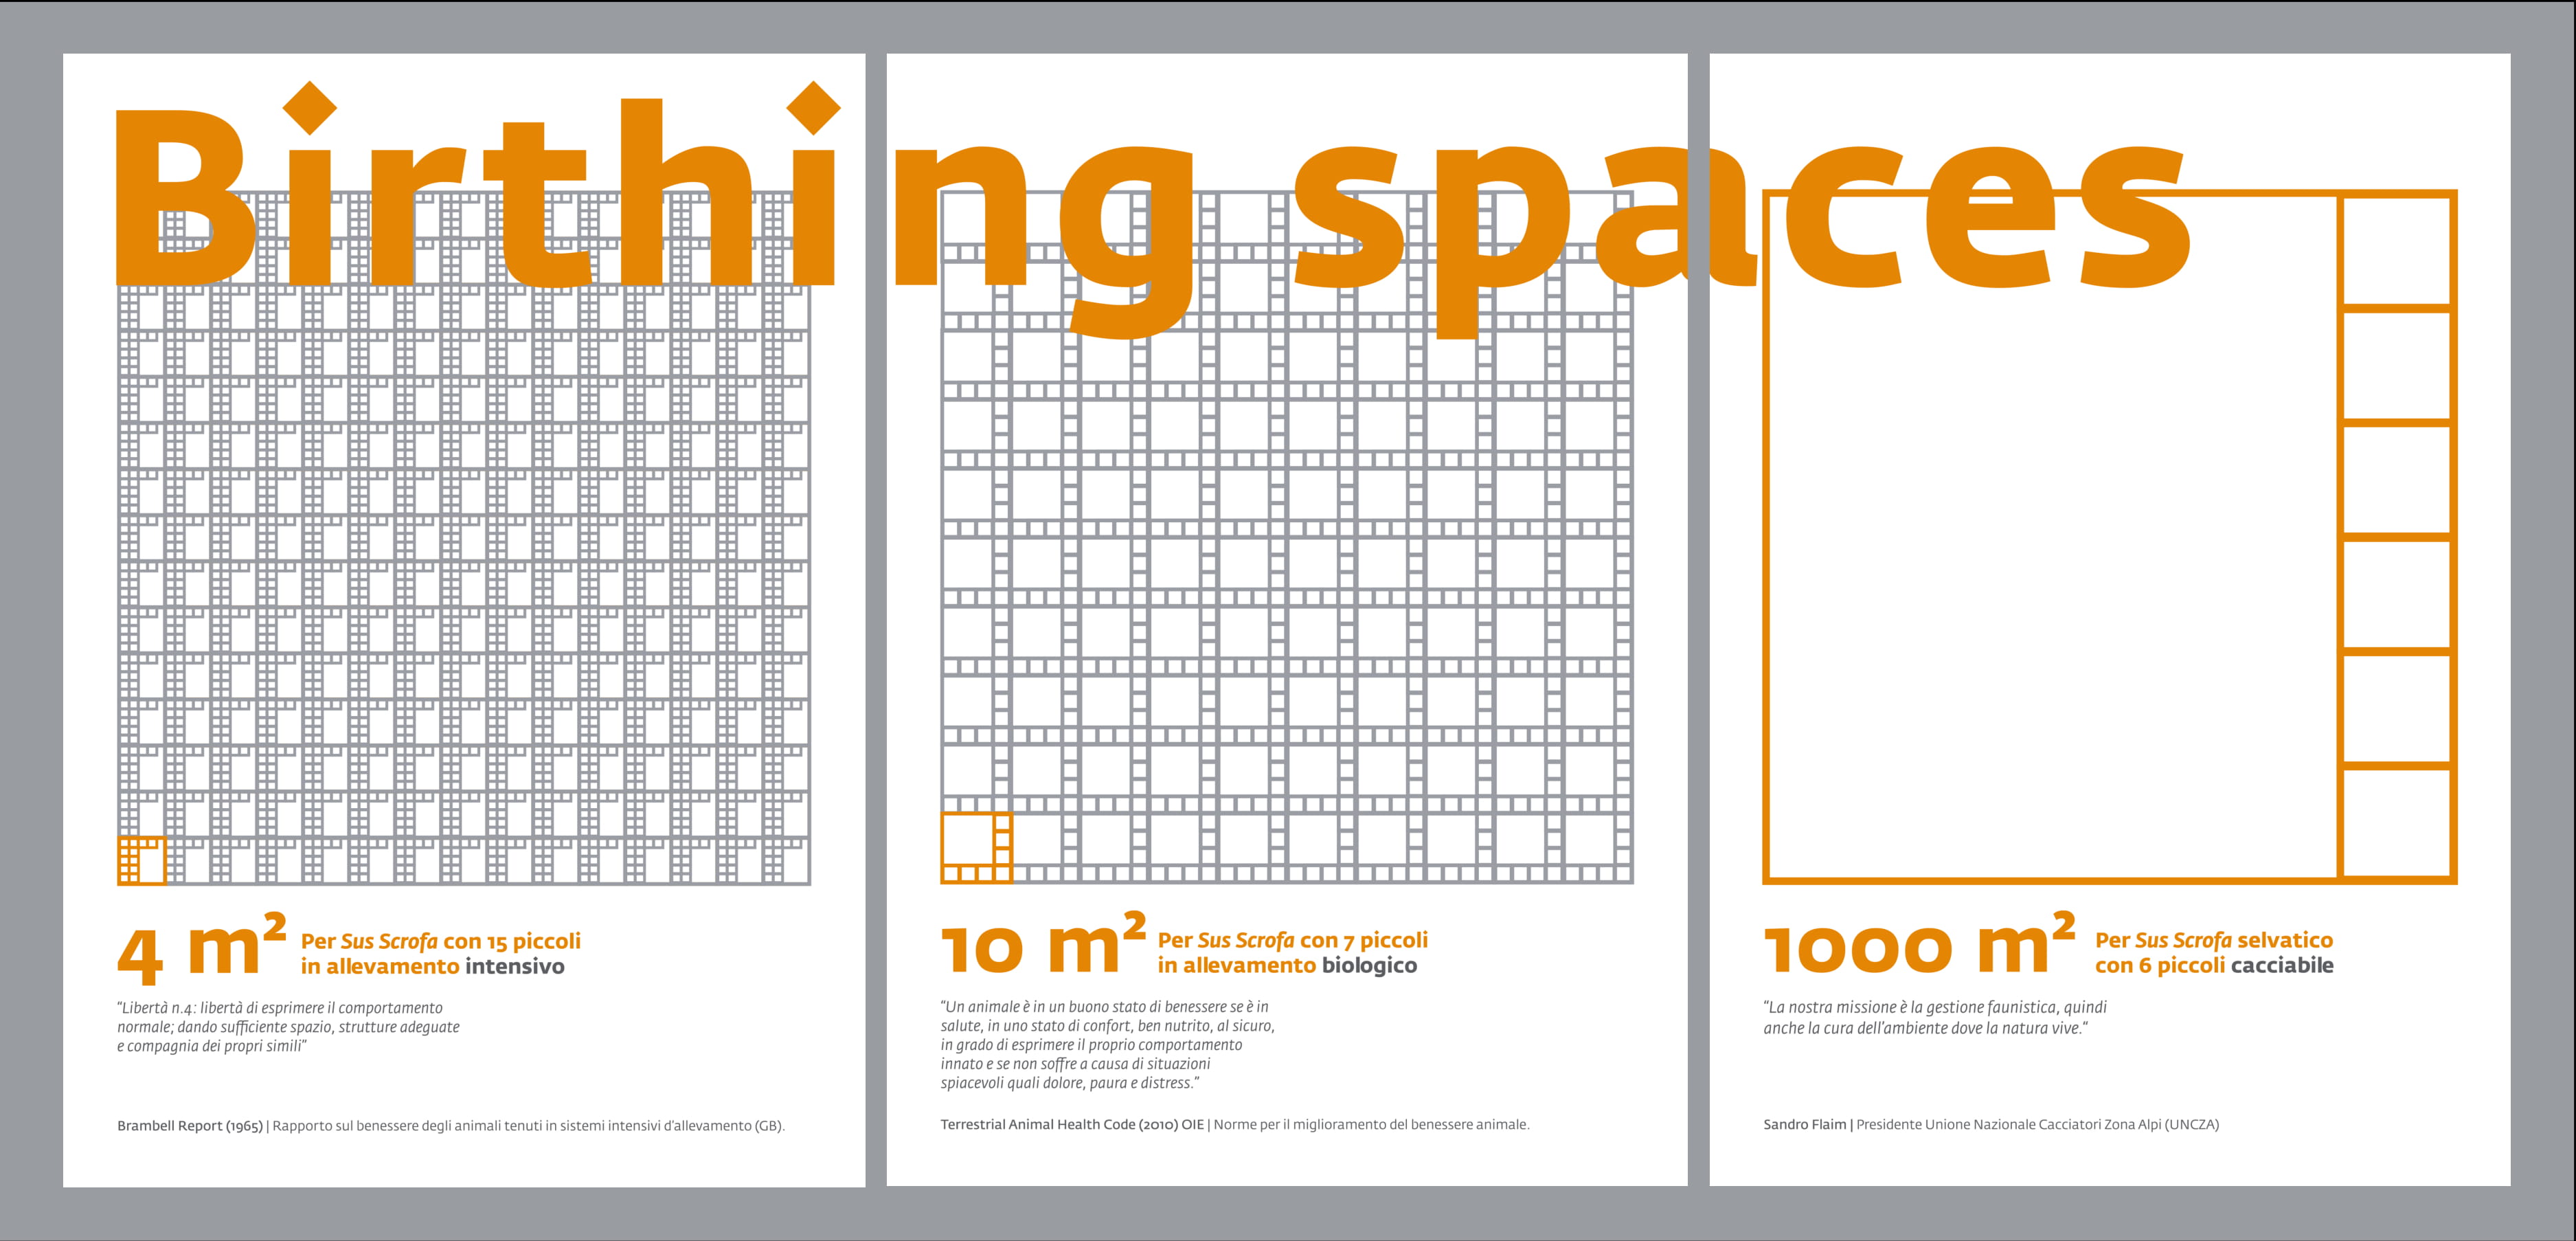 Birthing spaces
4 m²
Per Sus Scrofa con 15 piccoli
in allevamento intensivo
"Libertà n.4: libertà di esprimere il comportamento
normale; dando sufficiente spazio, strutture adeguate
e compagnia dei propri simili"
Brambell Report (1965) | Rapporto sul benessere degli animali tenuti in sistemi intensivi d'allevamento (GB).
10 m²
Per Sus Scrofa con 7 piccoli
in allevamento biologico
"Un animale è in un buono stato di benessere se è in
salute, in uno stato di confort, ben nutrito, al sicuro,
in grado di esprimere il proprio comportamento
innato e se non soffre a causa di situazioni
spiacevoli quali dolore, paura e distress."
Terrestrial Animal Health Code (2010) OIE | Norme per il miglioramento del benessere animale.
1000 m²
Per Sus Scrofa selvatico
con 6 piccoli cacciabile
"La nostra missione è la gestione faunistica, quindi
anche la cura dell'ambiente dove la natura vive."
Sandro Flaim | Presidente Unione Nazionale Cacciatori Zona Alpi (UNCZA)